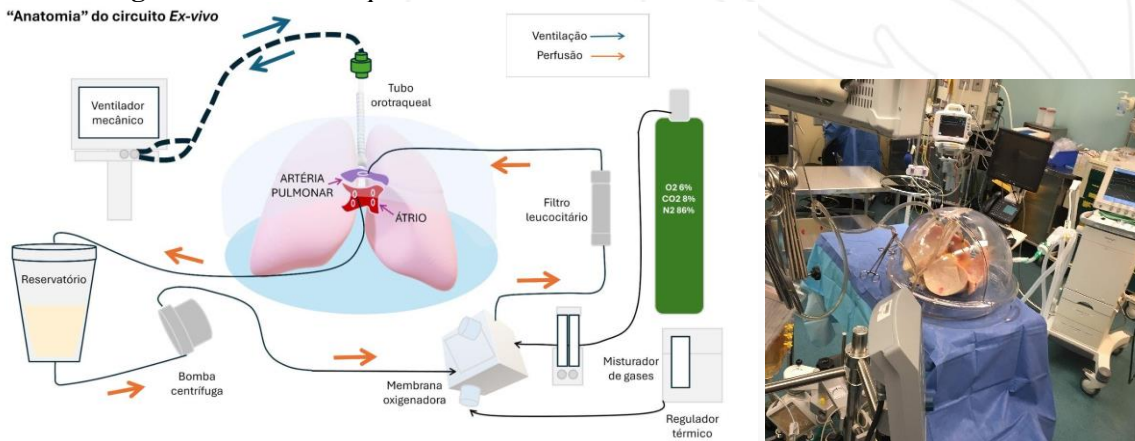 “Anatomia” do circuito Ex-vivo
Ventilação
Perfusão
Ventilador
mecânico
Tubo
orotraqueal
ARTÉRIA
PULMONAR
ÁTRIO
Filtro
leucocitário
O2 6%
CO2 8%
N2 86%
Reservatório
Bomba
centrífuga
Membrana
oxigenadora
Misturador
de gases
Regulador
térmico